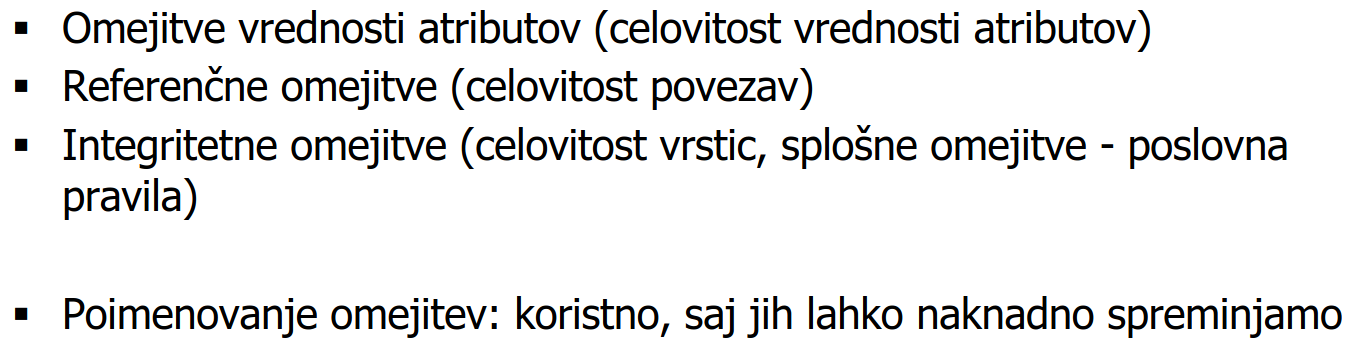 ▪ Omejitve vrednosti atributov (celovitost vrednosti atributov)
▪ Referenčne omejitve (celovitost povezav)
▪ Integritetne omejitve (celovitost vrstic, splošne omejitve - poslovna
pravila)
▪ Poimenovanje omejitev: koristno, saj jih lahko naknadno spreminjamo